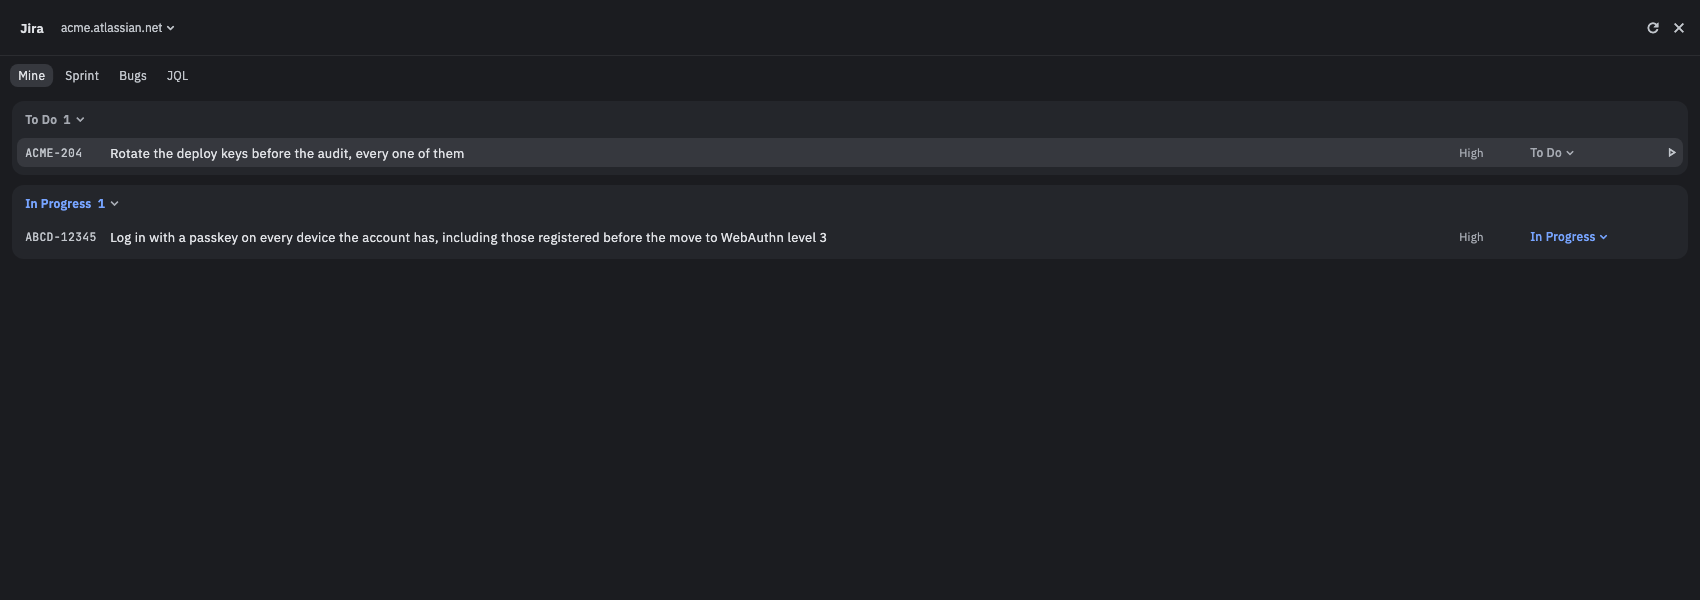 Jira acme.atlassian.net
Mine Sprint Bugs JQL
To Do 1
ACME-204 Rotate the deploy keys before the audit, every one of them High To Do
In Progress 1
ABCD-12345 Log in with a passkey on every device the account has, including those registered before the move to WebAuthn level 3 High In Progress